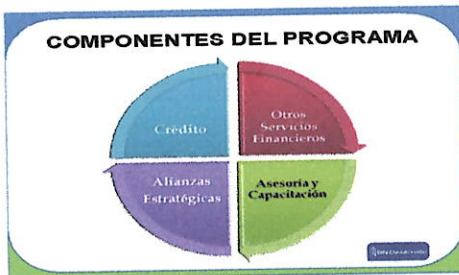 COMPONENTES DEL PROGRAMA
Crédito
Otros
Servicios
Financieros
Alianzas
Estratégicas
Asesoría y
Capacitación